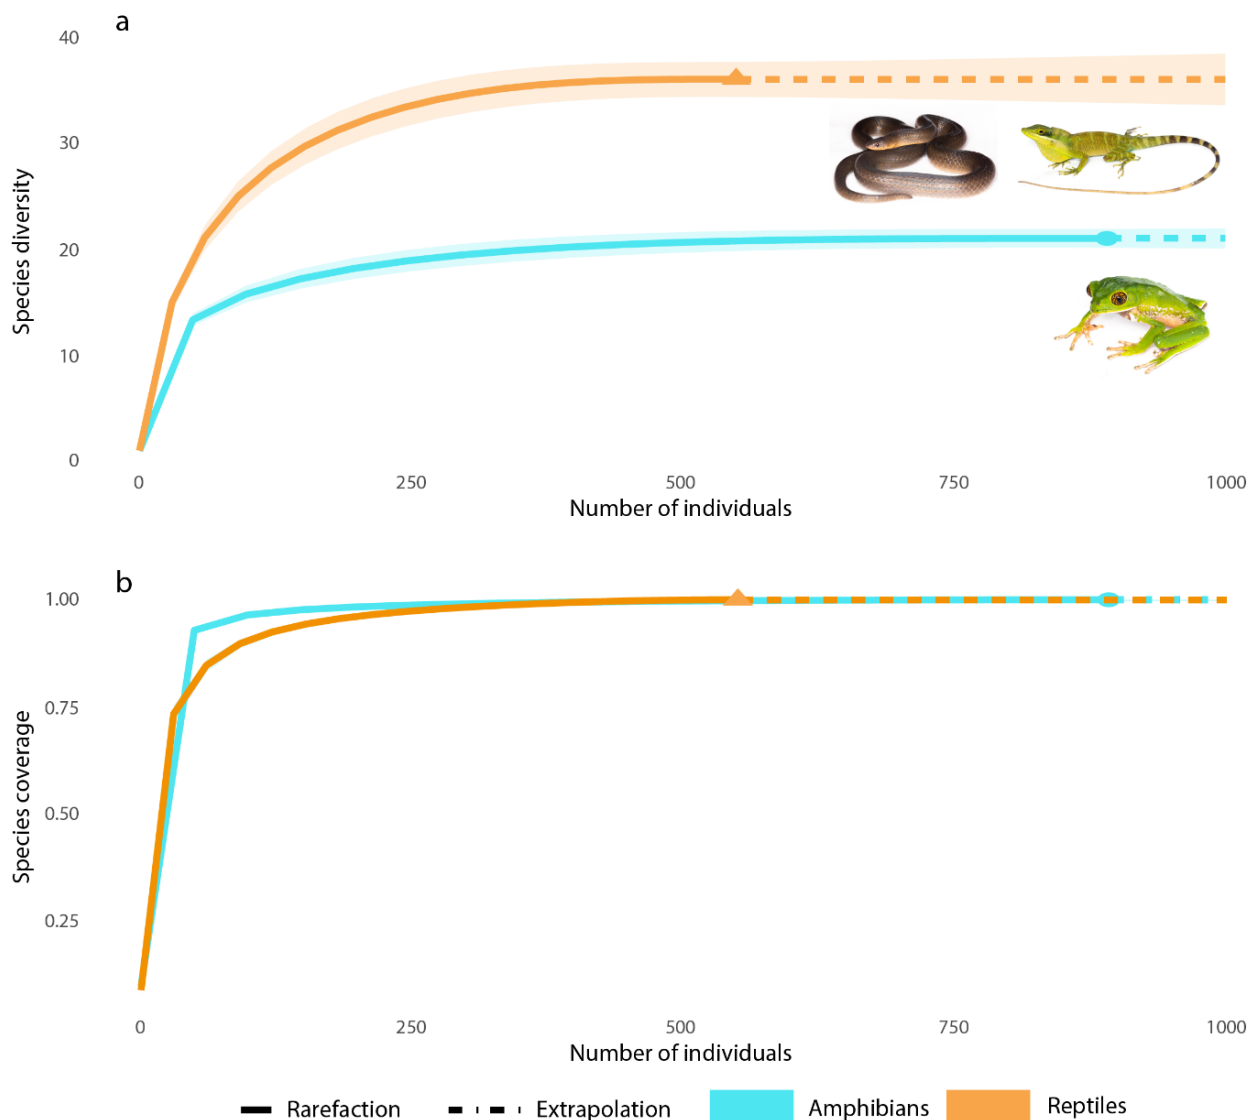 a
40
30
20
10
0
Species diversity
0 250 500 750 1000
Number of individuals
b
1.00
0.75
0.50
0.25
Species coverage
0 250 500 750 1000
Number of individuals
Rarefaction Extrapolation Amphibians Reptiles